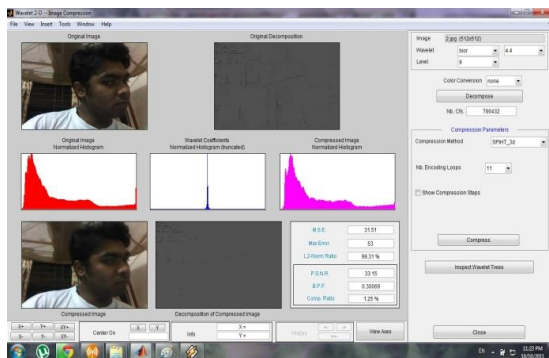 Wavelet 2-D -- Image Compression
File View Insert Tools Window Help
Original Image
Original Decomposition
Image 2.jpg (512x512)
Wavelet bior 4.4
Level 9
Color Conversion none
Decompose
Nb. Cfs. 786432
Compression Parameters
Compression Method SPIHT_3d
Nb. Encoding Loops 11
Show Compression Steps
Compress
Inspect Wavelet Trees
Close
Original Image
Normalized Histogram
Wavelet Coefficients
Normalized Histogram (truncated)
Compressed Image
Normalized Histogram
M.S.E. 31.51
Max Error 53
L2-Norm Ratio
P.S.N.R. 33.15
B.P.P. 0.30069
Comp. Ratio 1.25 %
Compressed Image
Decomposition of Compressed Image
X+ Y+ XY+
X- Y- XY-
Center On X Y
Info X = Y =
View Axes
EN 11:23 PM